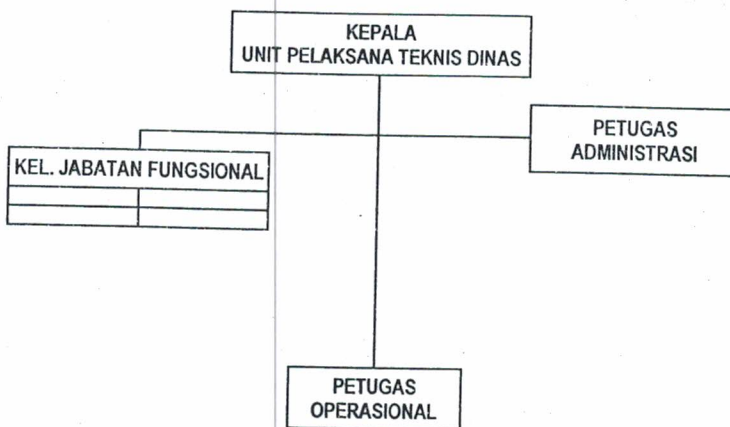 KEPALA
UNIT PELAKSANA TEKNIS DINAS
PETUGAS
ADMINISTRASI
KEL. JABATAN FUNGSIONAL
PETUGAS
OPERASIONAL